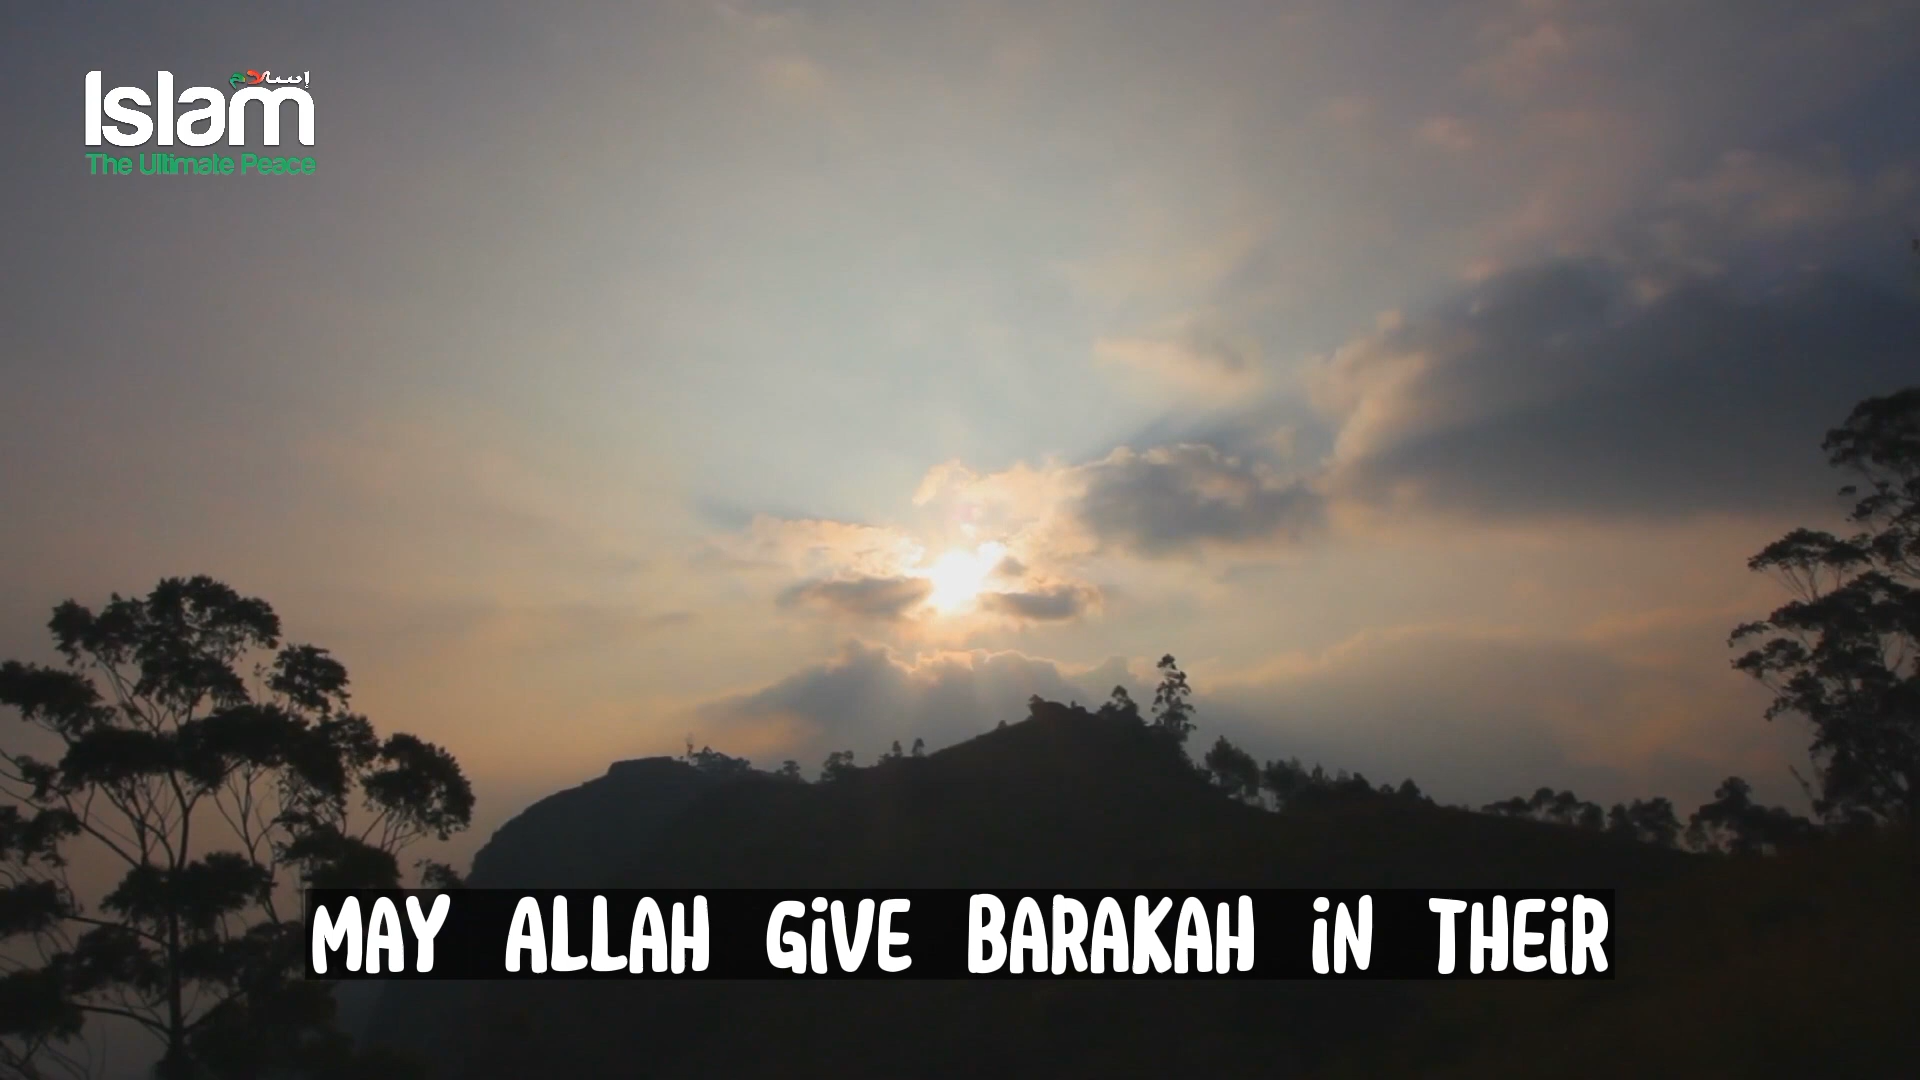 إسلام
Islam
The Ultimate Peace
MAY ALLAH GiVE BARAKAH iN THEiR